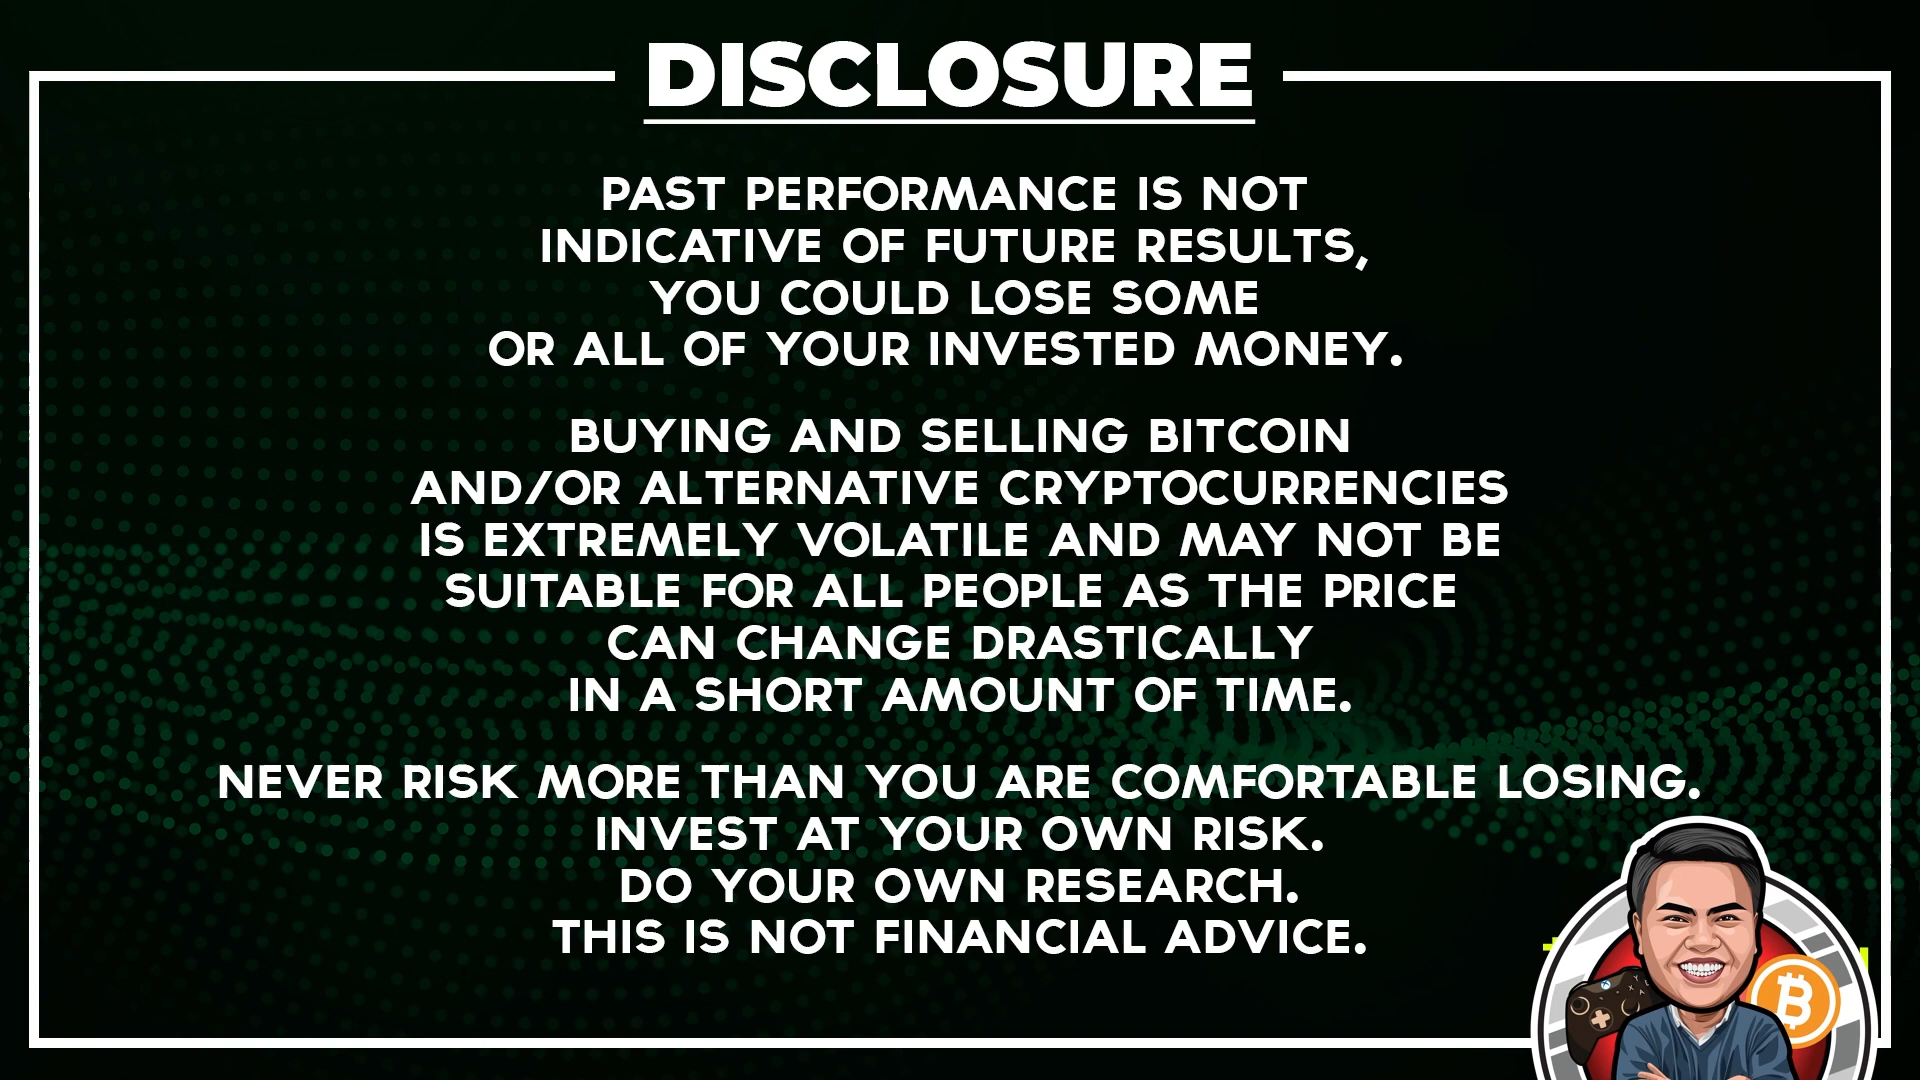 DISCLOSURE
PAST PERFORMANCE IS NOT
INDICATIVE OF FUTURE RESULTS,
YOU COULD LOSE SOME
OR ALL OF YOUR INVESTED MONEY.
BUYING AND SELLING BITCOIN
AND/OR ALTERNATIVE CRYPTOCURRENCIES
IS EXTREMELY VOLATILE AND MAY NOT BE
SUITABLE FOR ALL PEOPLE AS THE PRICE
CAN CHANGE DRASTICALLY
IN A SHORT AMOUNT OF TIME.
NEVER RISK MORE THAN YOU ARE COMFORTABLE LOSING.
INVEST AT YOUR OWN RISK.
DO YOUR OWN RESEARCH.
THIS IS NOT FINANCIAL ADVICE.